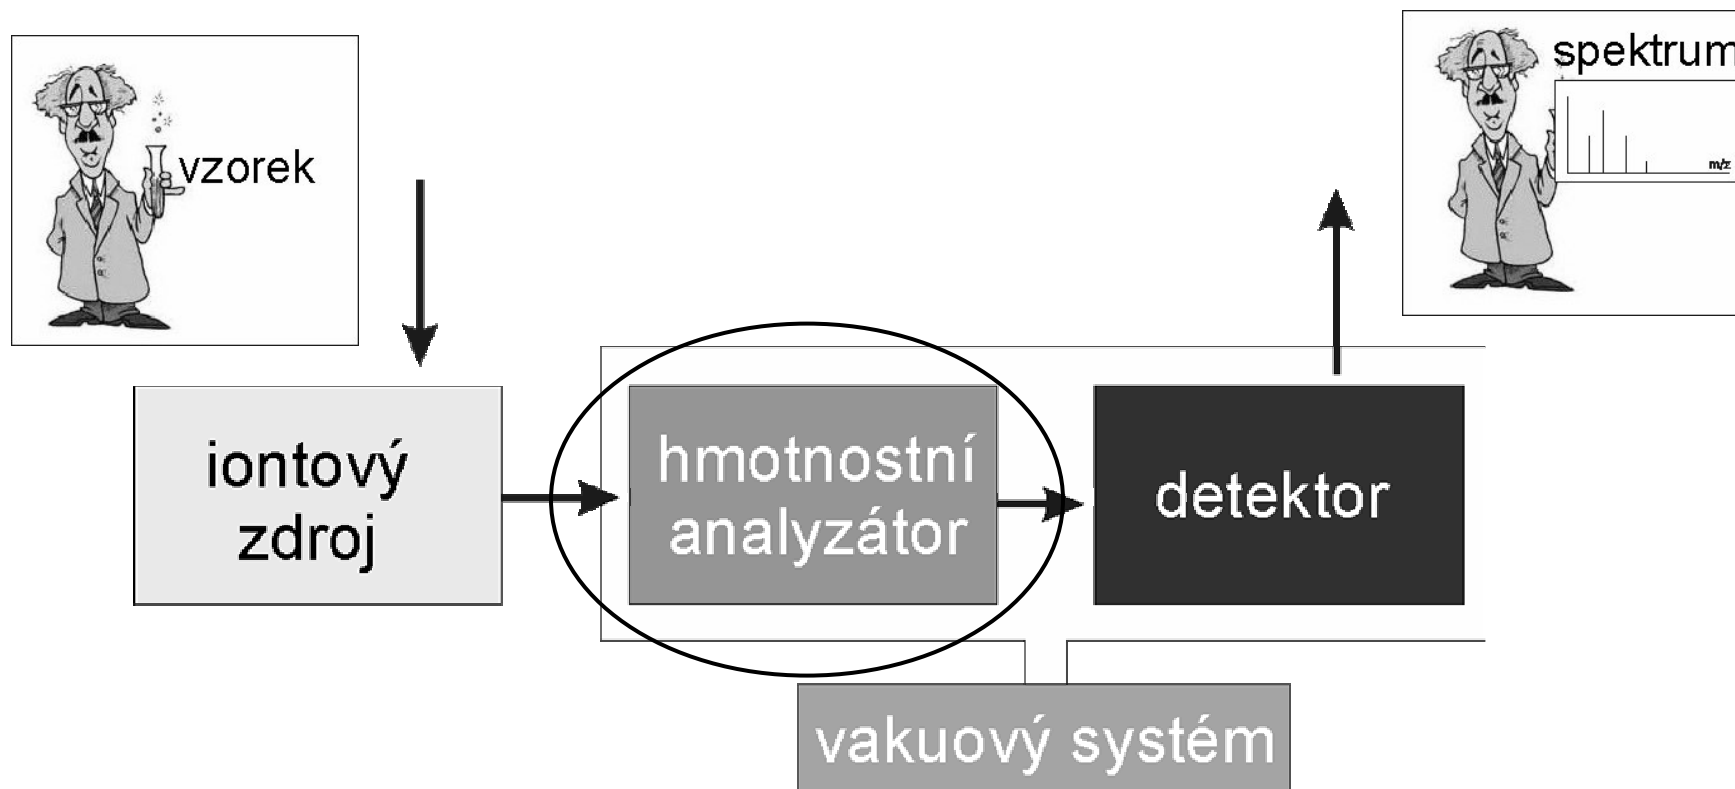 vzorek
spektrum
m/z
iontový
zdroj
hmotnostní
analyzátor
detektor
vakuový systém